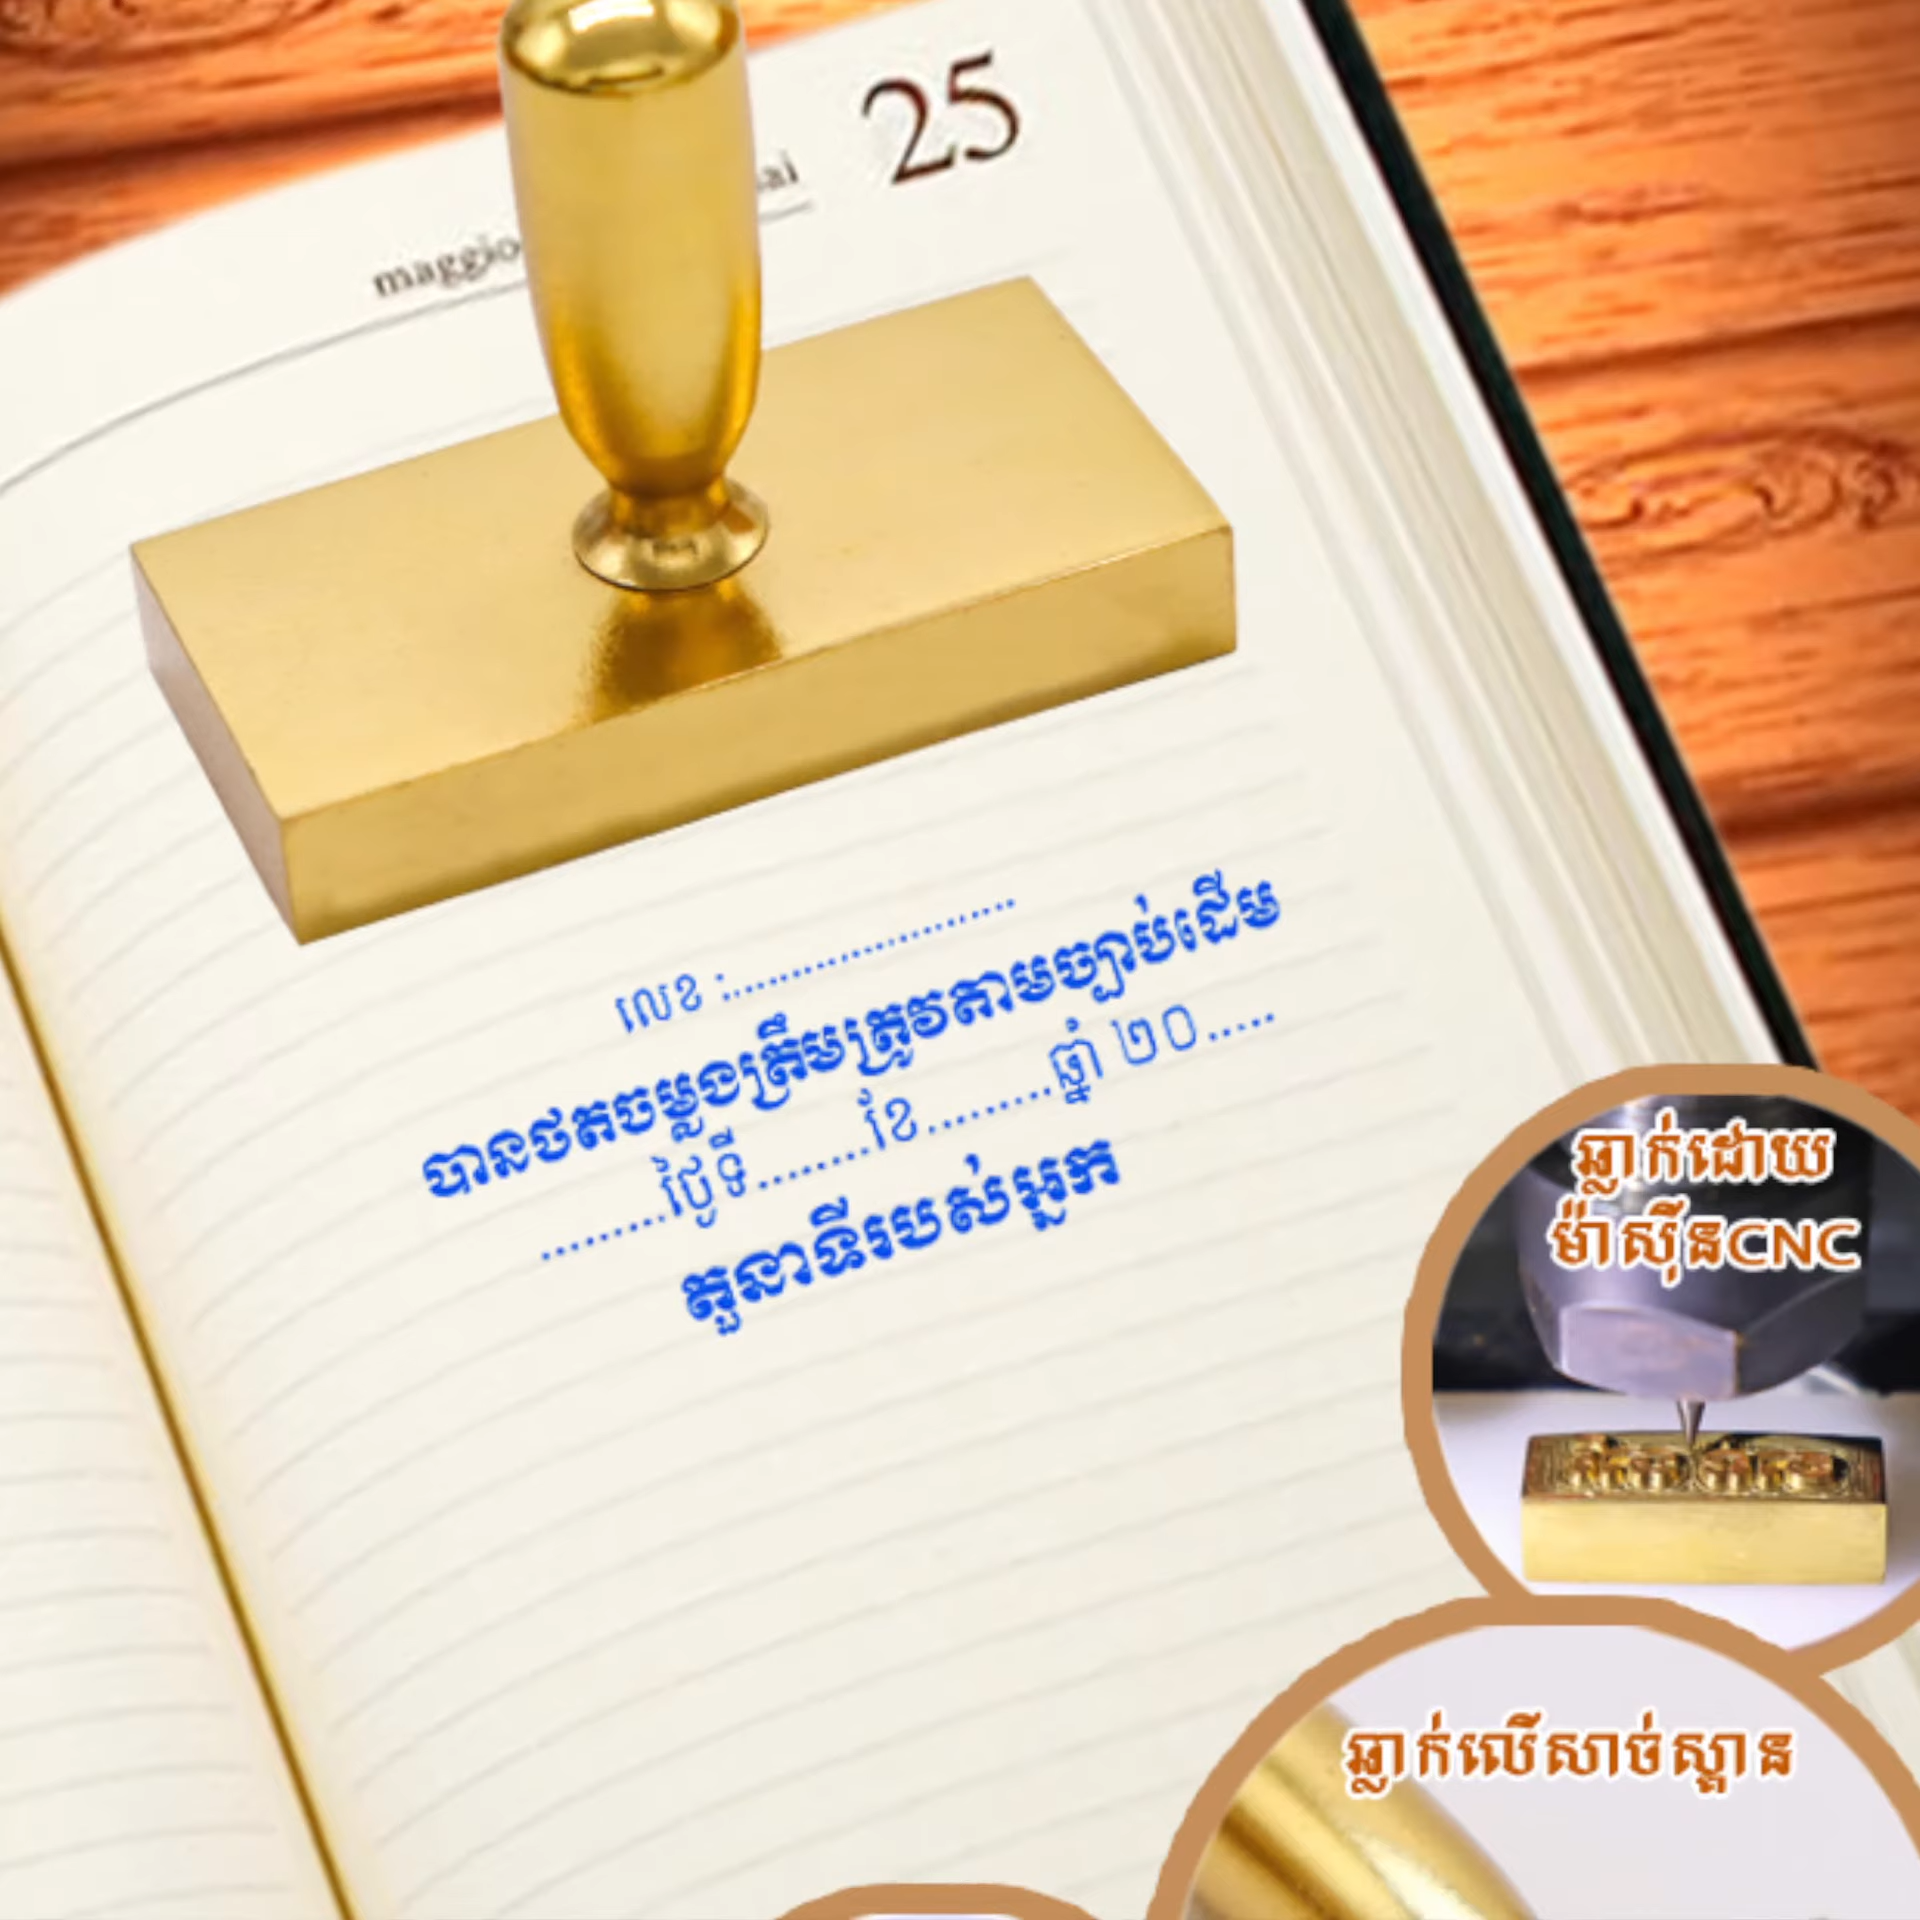 25
maggio
ai
លេខ :..............................
បានថតចម្លងត្រឹមត្រូវតាមច្បាប់ដើម
.........ថ្ងៃទី.........ខែ.........ឆ្នាំ ២០.....
តួនាទីរបស់អ្នក
ឆ្លាក់ដោយ
ម៉ាស៊ីនCNC
ឆ្លាក់លើសាច់ស្ពាន